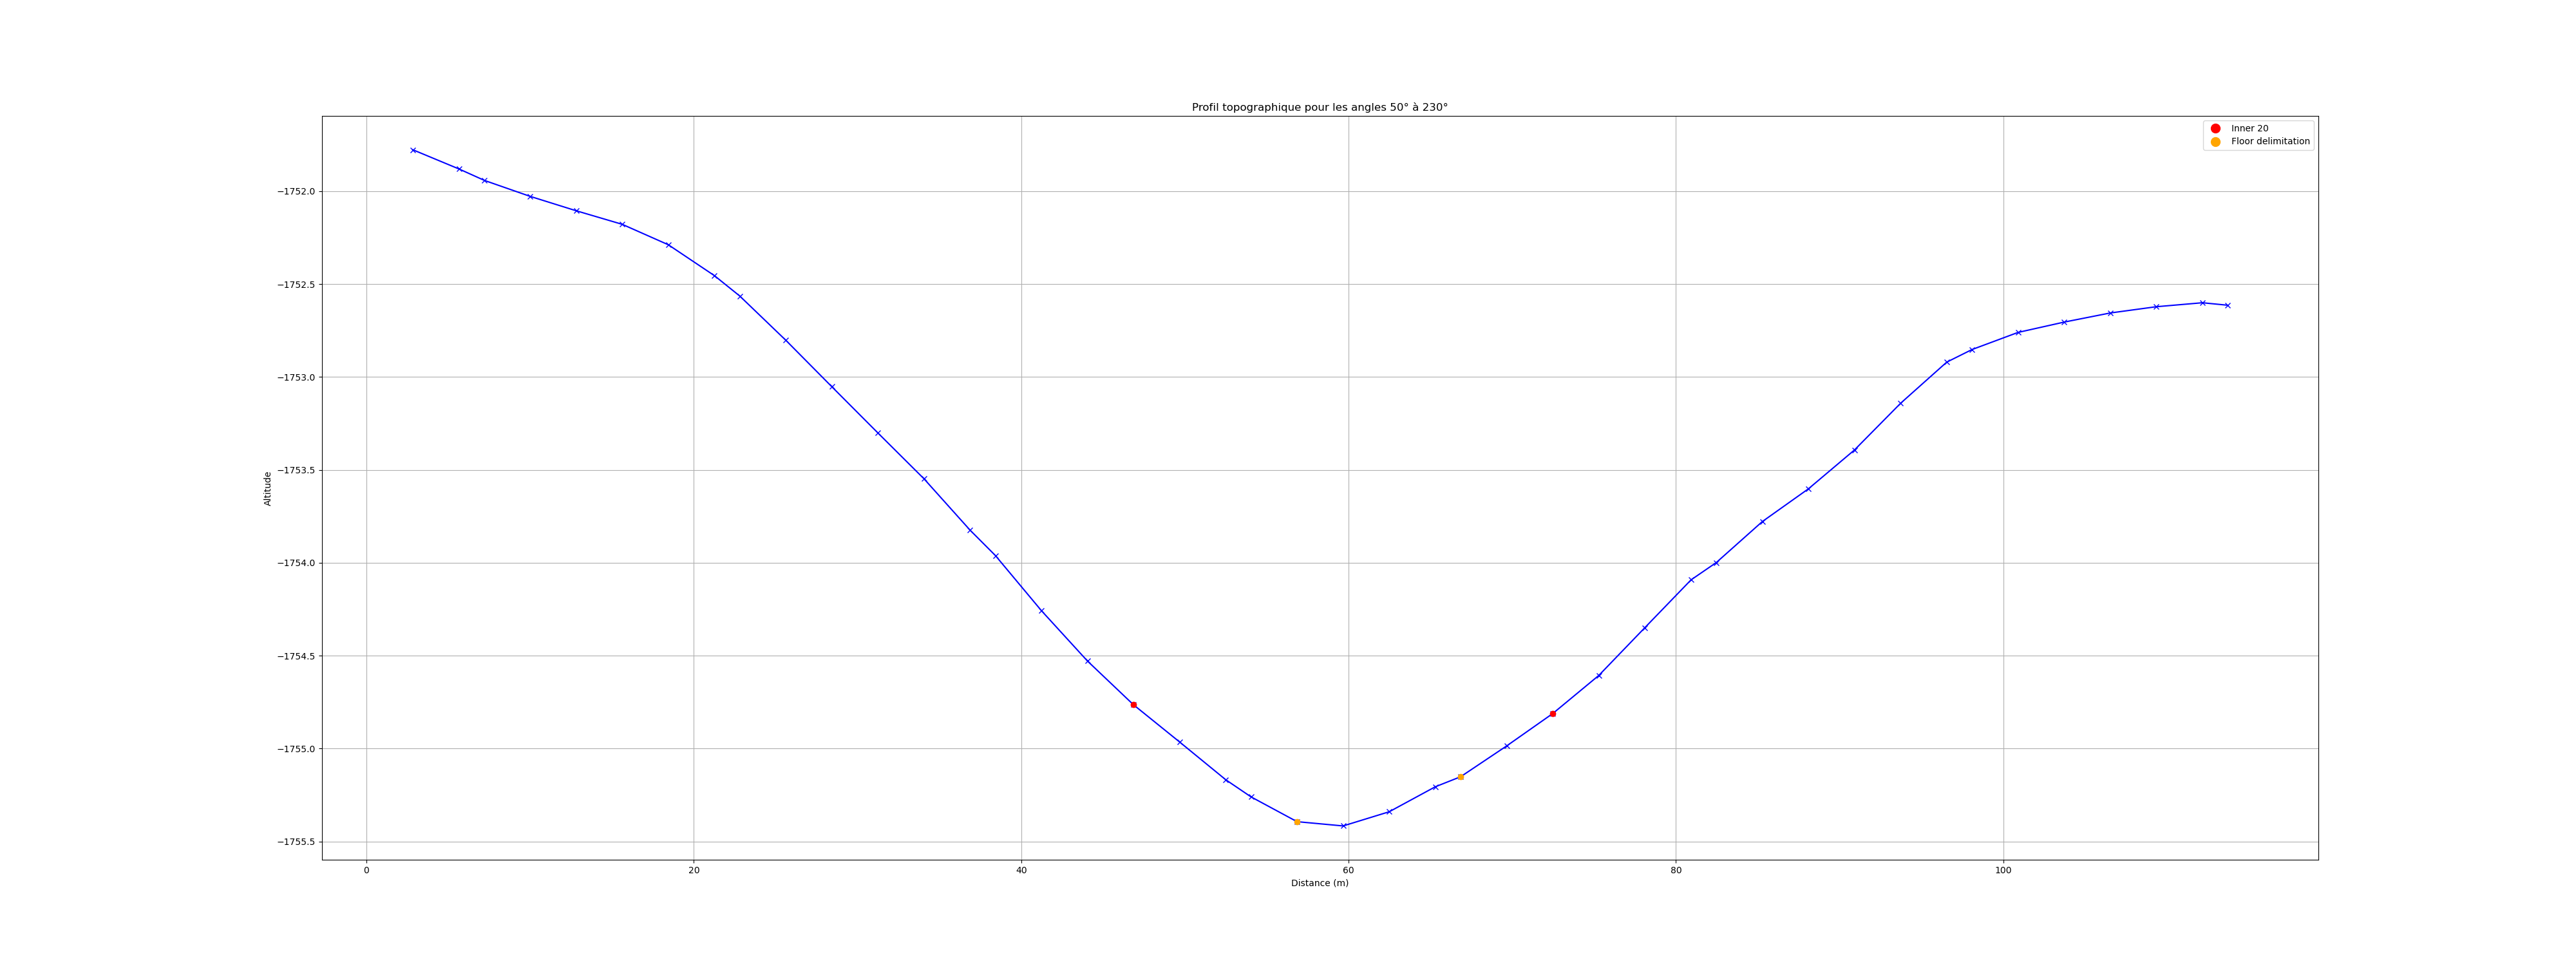 Profil topographique pour les angles 50° à 230°
Inner 20
Floor delimitation
Altitude
−1752.0
−1752.5
−1753.0
−1753.5
−1754.0
−1754.5
−1755.0
−1755.5
0 20 40 60 80 100
Distance (m)